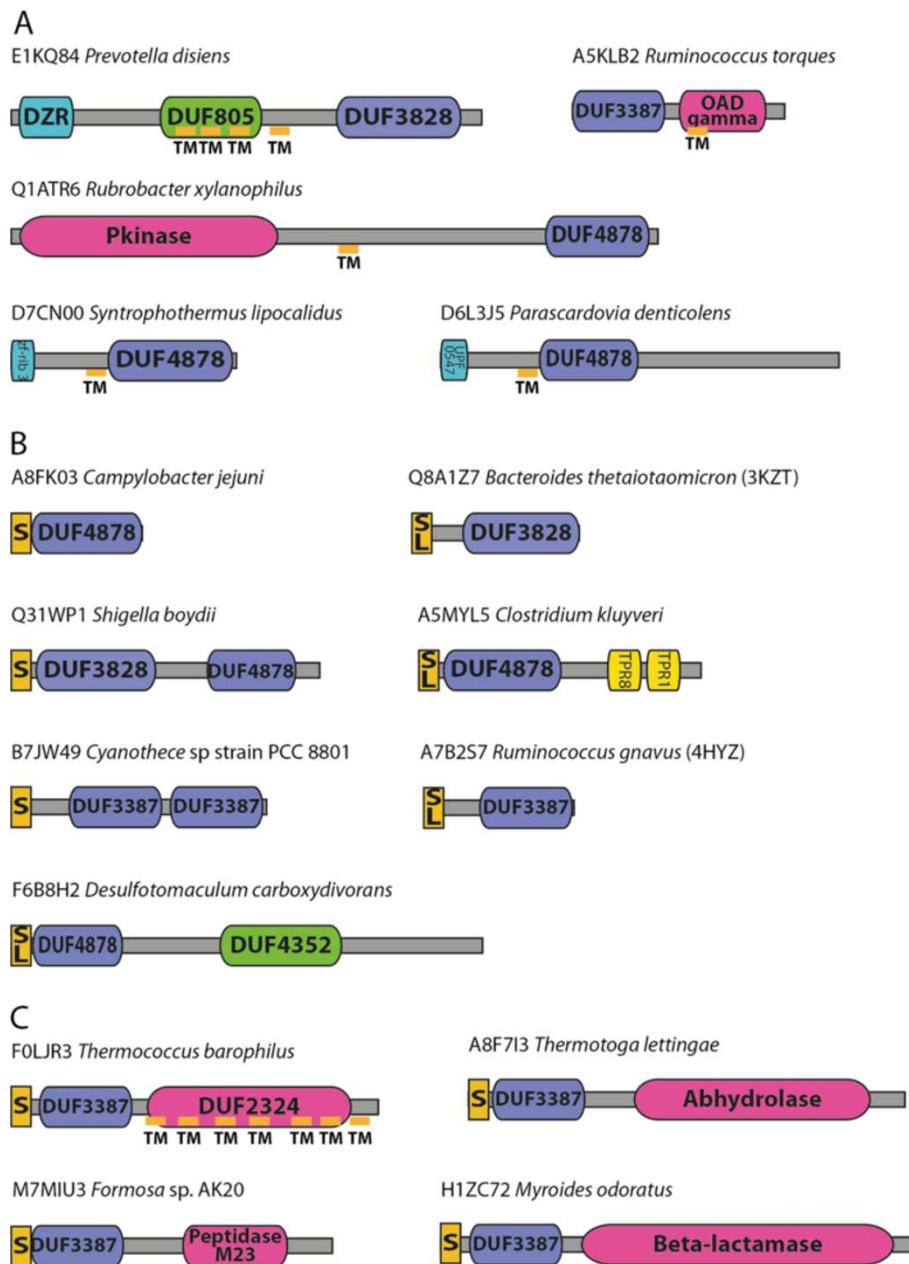 A
E1KQ84 Prevotella disiens
A5KLB2 Ruminococcus torques
DZR
DUF805
DUF3828
TM TM TM TM
DUF3387
OAD
gamma
TM
Q1ATR6 Rubrobacter xylanophilus
Pkinase
DUF4878
TM
D7CN00 Syntrophothermus lipocalidus
D6L3J5 Parascardovia denticolens
zf-rib 3
DUF4878
TM
UPF
0547
DUF4878
TM
B
A8FK03 Campylobacter jejuni
Q8A1Z7 Bacteroides thetaiotaomicron (3KZT)
S DUF4878
S
L
DUF3828
Q31WP1 Shigella boydii
A5MYL5 Clostridium kluyveri
S DUF3828 DUF4878
S
L
DUF4878
TPR8
TPR1
B7JW49 Cyanothece sp strain PCC 8801
A7B2S7 Ruminococcus gnavus (4HYZ)
S DUF3387 DUF3387
S
L
DUF3387
F6B8H2 Desulfotomaculum carboxydivorans
S
L
DUF4878
DUF4352
C
F0LJR3 Thermococcus barophilus
A8F7I3 Thermotoga lettingae
S DUF3387 DUF2324
TM TM TM TM TM TM TM
S DUF3387 Abhydrolase
M7MIU3 Formosa sp. AK20
H1ZC72 Myroides odoratus
S DUF3387
Peptidase
M23
S DUF3387 Beta-lactamase